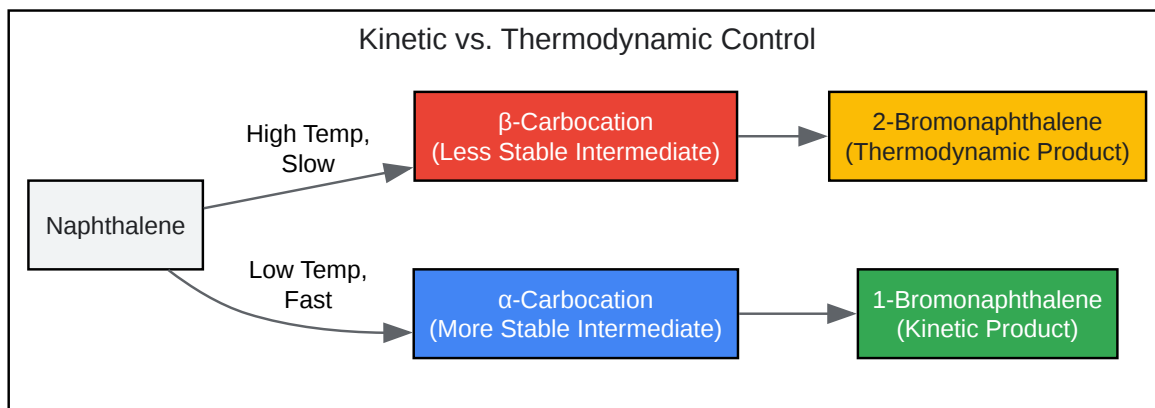 Kinetic vs. Thermodynamic Control
High Temp,
Slow
β-Carbocation
(Less Stable Intermediate)
2-Bromonaphthalene
(Thermodynamic Product)
Naphthalene
Low Temp,
Fast
α-Carbocation
(More Stable Intermediate)
1-Bromonaphthalene
(Kinetic Product)